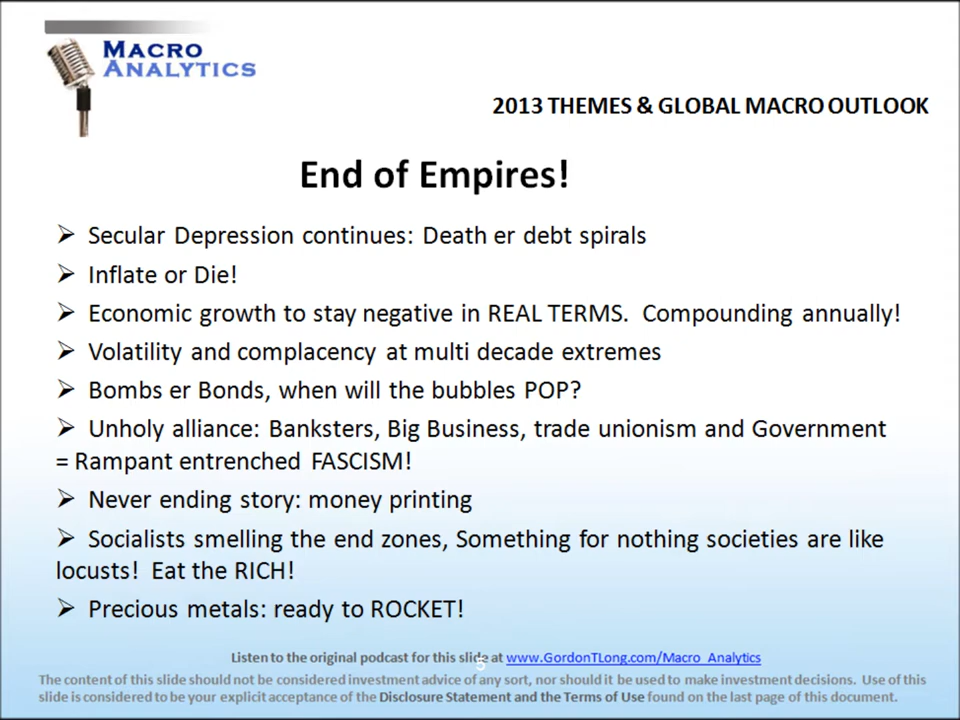 MACRO
ANALYTICS
2013 THEMES & GLOBAL MACRO OUTLOOK
End of Empires!
➢ Secular Depression continues: Death er debt spirals
➢ Inflate or Die!
➢ Economic growth to stay negative in REAL TERMS. Compounding annually!
➢ Volatility and complacency at multi decade extremes
➢ Bombs er Bonds, when will the bubbles POP?
➢ Unholy alliance: Banksters, Big Business, trade unionism and Government
= Rampant entrenched FASCISM!
➢ Never ending story: money printing
➢ Socialists smelling the end zones, Something for nothing societies are like
locusts! Eat the RICH!
➢ Precious metals: ready to ROCKET!
Listen to the original podcast for this slide at www.GordonTLong.com/Macro_Analytics
5
The content of this slide should not be considered investment advice of any sort, nor should it be used to make investment decisions. Use of this
slide is considered to be your explicit acceptance of the Disclosure Statement and the Terms of Use found on the last page of this document.